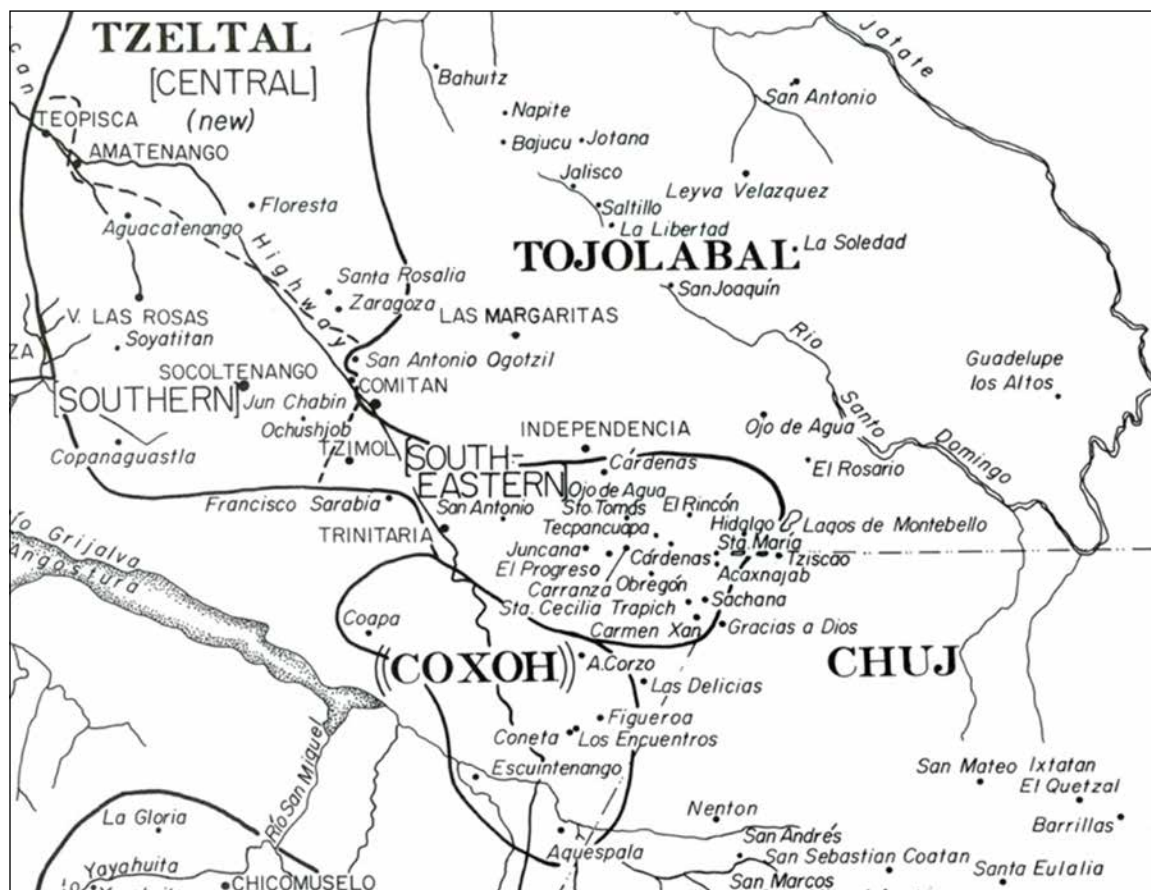 TZELTAL
[CENTRAL]
(new)
can
TEOPISCA
AMATENANGO
Bahuitz
Napite
Bajucu
Jotana
Jalisco
Saltillo
La Libertad
San Antonio
Leyva Velazquez
Jatate
La Soledad
TOJOLABAL
San Joaquín
Floresta
Aguacatenango
Highway
Santa Rosalia
Zaragoza
LAS MARGARITAS
V. LAS ROSAS
Soyatitan
ZA
San Antonio Ogotzil
SOCOLTENANGO
COMITAN
[SOUTHERN]
Jun Chabin
Ochushjob
TZIMOL
Copanaguastla
Rio Santo Domingo
Guadelupe
los Altos
Ojo de Agua
El Rosario
INDEPENDENCIA
Cárdenas
[SOUTH-
EASTERN]
Ojo de Agua
Francisco Sarabia
San Antonio
Sto. Tomás
El Rincón
Hidalgo
Lagos de Montebello
TRINITARIA
Tecpancuapa
Sta. María
Juncana
Cárdenas
Tziscao
El Progreso
Acaxnajab
Carranza
Obregón
Sta. Cecilia
Trapich
Sachana
Carmen Xan
Gracias a Dios
Grijalva
Angostura
Coapa
((COXOH))
CHUJ
A. Corzo
Las Delicias
Figueroa
Coneta
Los Encuentros
Escuintenango
Río San Miguel
San Mateo Ixtatan
El Quetzal
Barrillas
La Gloria
Nenton
San Andrés
Aquespala
San Sebastian Coatan
San Marcos
Santa Eulalia
Yayahuita
CHICOMUSELO